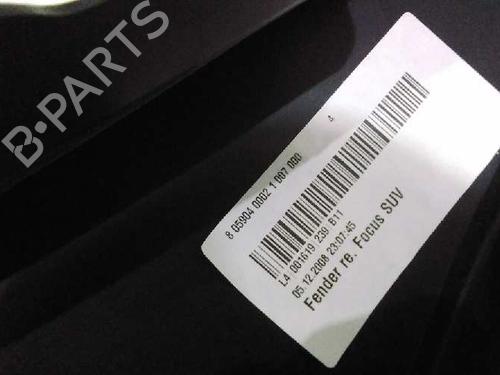 B-PARTS
8 05904 0002 1 007 080
4
L4 001619 239 B11
05.12.2008 23:07:45
Fender re. Focus SUV